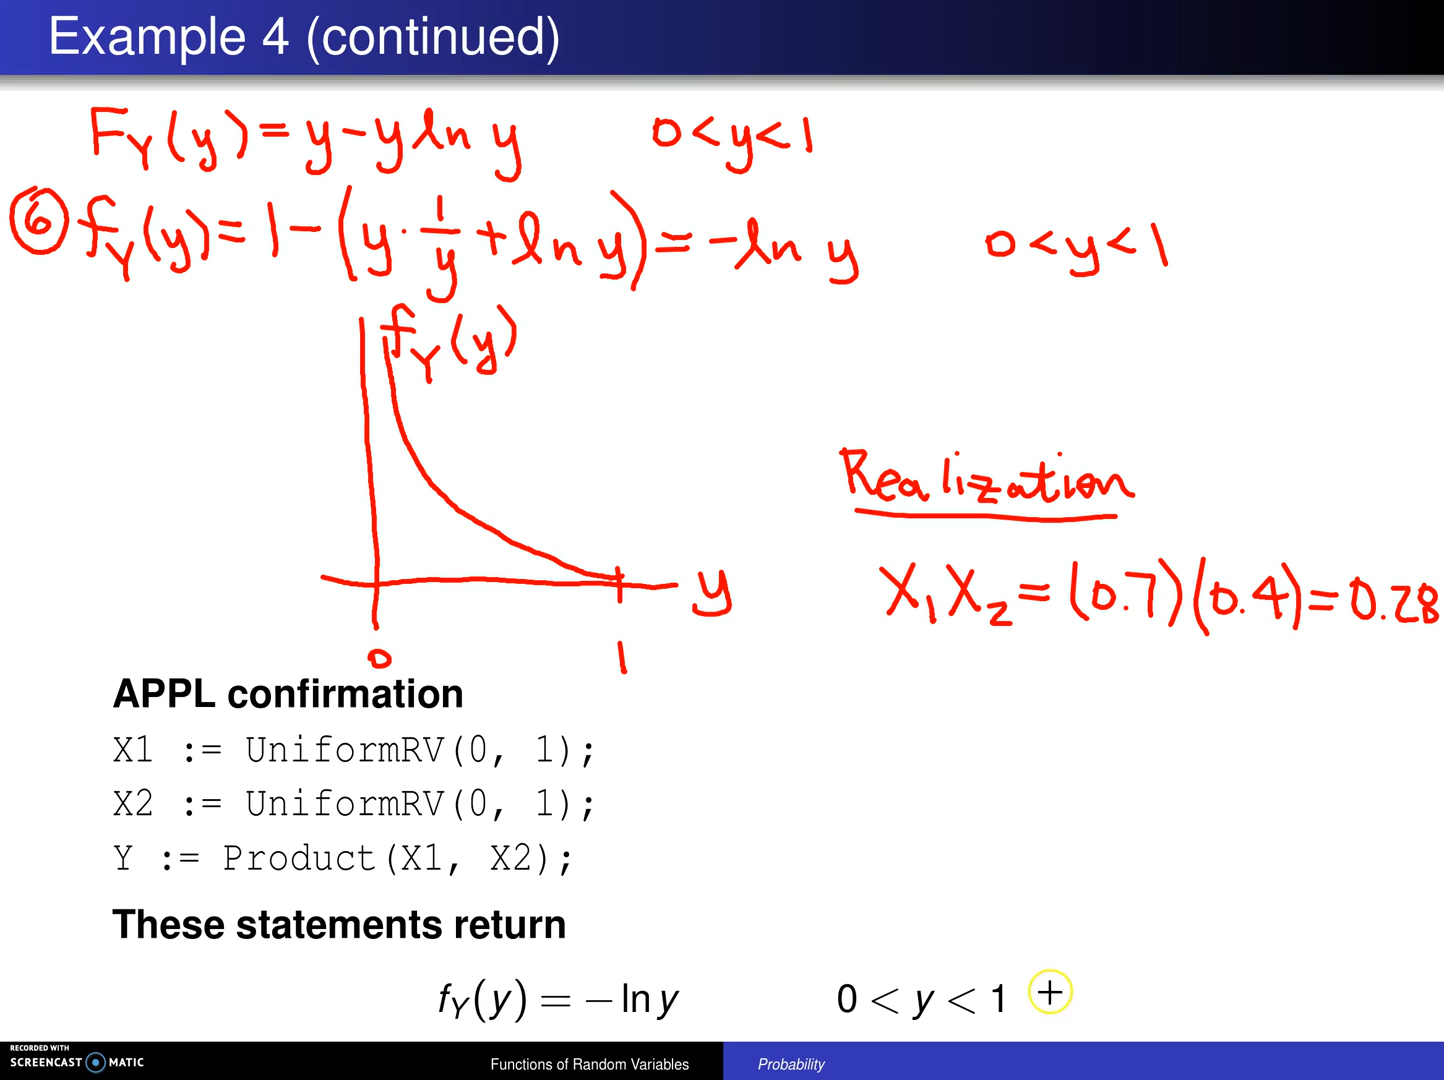 Example 4 (continued)
F_Y(y) = y - y ln y 0 < y < 1
⑥ f_Y(y) = 1 - (y · 1/y + ln y) = -ln y 0 < y < 1
f_Y(y)
Realization
y
X₁X₂ = (0.7)(0.4) = 0.28
0 1
APPL confirmation
X1 := UniformRV(0, 1);
X2 := UniformRV(0, 1);
Y := Product(X1, X2);
These statements return
f_Y(y) = − ln y 0 < y < 1
RECORDED WITH
SCREENCAST MATIC
Functions of Random Variables Probability